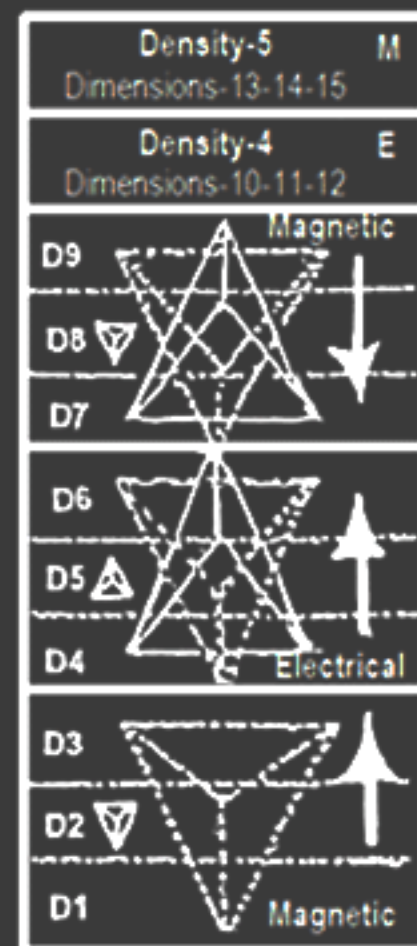 Density-5 M
Dimensions-13-14-15
Density-4 E
Dimensions-10-11-12
Magnetic
D9
D8
D7
D6
D5
D4
Electrical
D3
D2
D1
Magnetic